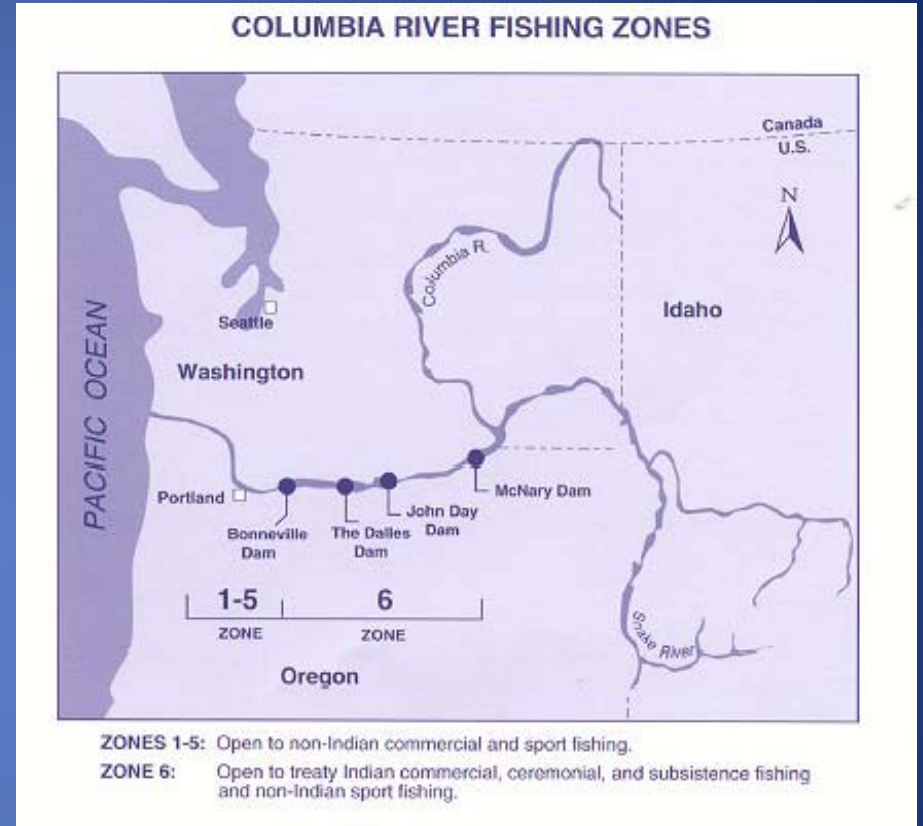 COLUMBIA RIVER FISHING ZONES
Canada
U.S.
N
Columbia R.
Idaho
Seattle
Washington
PACIFIC OCEAN
Portland
McNary Dam
John Day
Dam
Bonneville
Dam
The Dalles
Dam
1-5
6
ZONE
ZONE
Snake River
Oregon
ZONES 1-5: Open to non-Indian commercial and sport fishing.
ZONE 6: Open to treaty Indian commercial, ceremonial, and subsistence fishing
and non-Indian sport fishing.